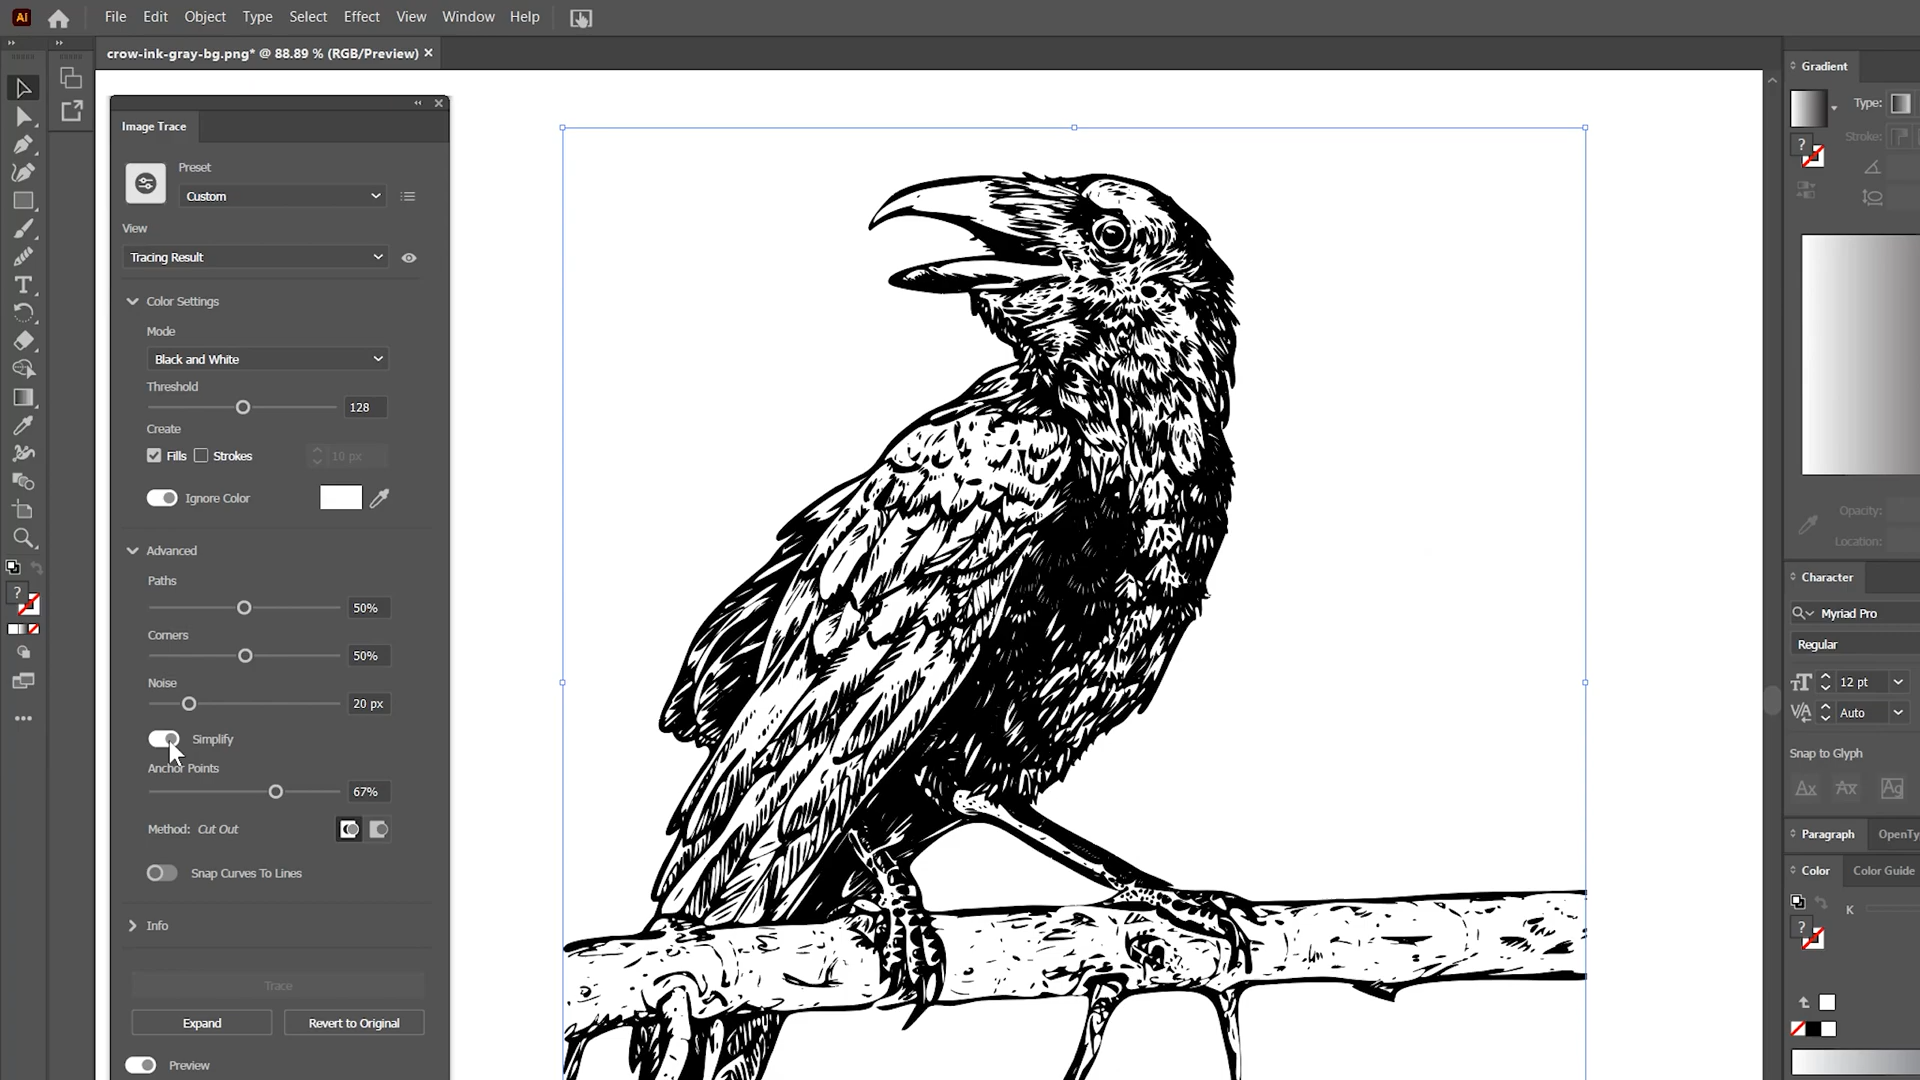 Ai File Edit Object Type Select Effect View Window Help
crow-ink-gray-bg.png* @ 88.89 % (RGB/Preview) ×
Image Trace
Preset
Custom
View
Tracing Result
Color Settings
Mode
Black and White
Threshold
128
Create
Fills Strokes 10 px
Ignore Color
Advanced
Paths
50%
Corners
50%
Noise
20 px
Simplify
Anchor Points
67%
Method: Cut Out
Snap Curves To Lines
Info
Trace
Expand Revert to Original
Preview
Gradient
Type:
Stroke:
Opacity:
Location:
Character
Myriad Pro
Regular
12 pt
Auto
Snap to Glyph
Paragraph OpenTy
Color Color Guide
K